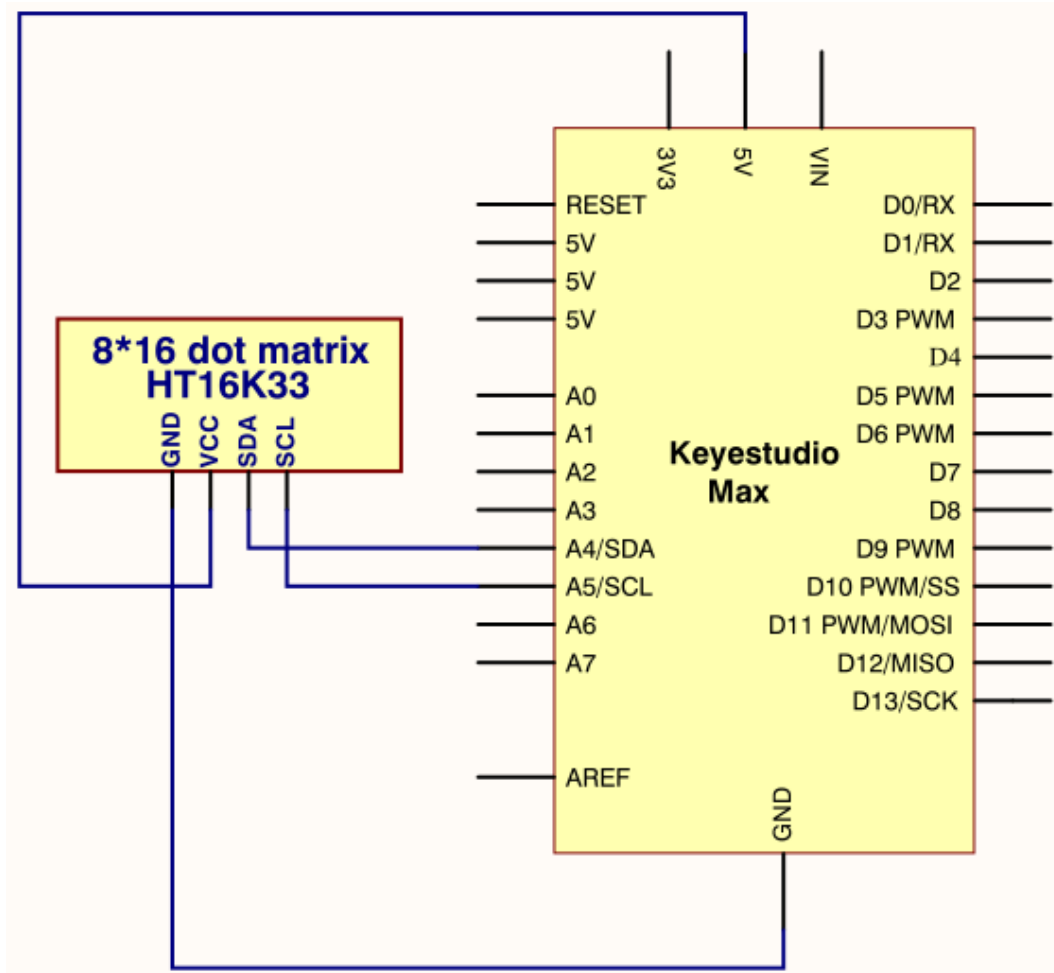 3V3
5V
VIN
RESET
5V
5V
5V
A0
A1
A2
A3
A4/SDA
A5/SCL
A6
A7
AREF
D0/RX
D1/RX
D2
D3 PWM
D4
D5 PWM
D6 PWM
D7
D8
D9 PWM
D10 PWM/SS
D11 PWM/MOSI
D12/MISO
D13/SCK
Keyestudio
Max
GND
8*16 dot matrix
HT16K33
GND
VCC
SDA
SCL